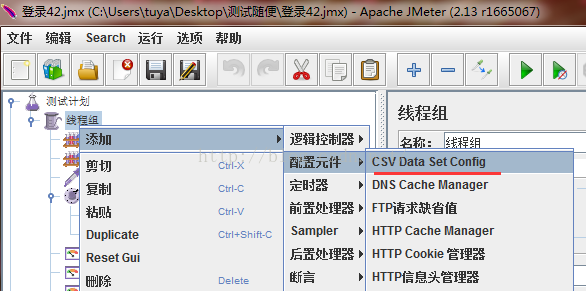 登录42.jmx (C:\Users\tuya\Desktop\测试随便\登录42.jmx) - Apache JMeter (2.13 r1665067)
文件 编辑 Search 运行 选项 帮助
测试计划
线程组
线程组
名称： 线程组
添加
剪切 Ctrl-X
复制 Ctrl-C
粘贴 Ctrl-V
Duplicate Ctrl+Shift-C
Reset Gui
删除 Delete
逻辑控制器
配置元件
定时器
前置处理器
Sampler
后置处理器
断言
CSV Data Set Config
DNS Cache Manager
FTP请求缺省值
HTTP Cache Manager
HTTP Cookie 管理器
HTTP信息头管理器